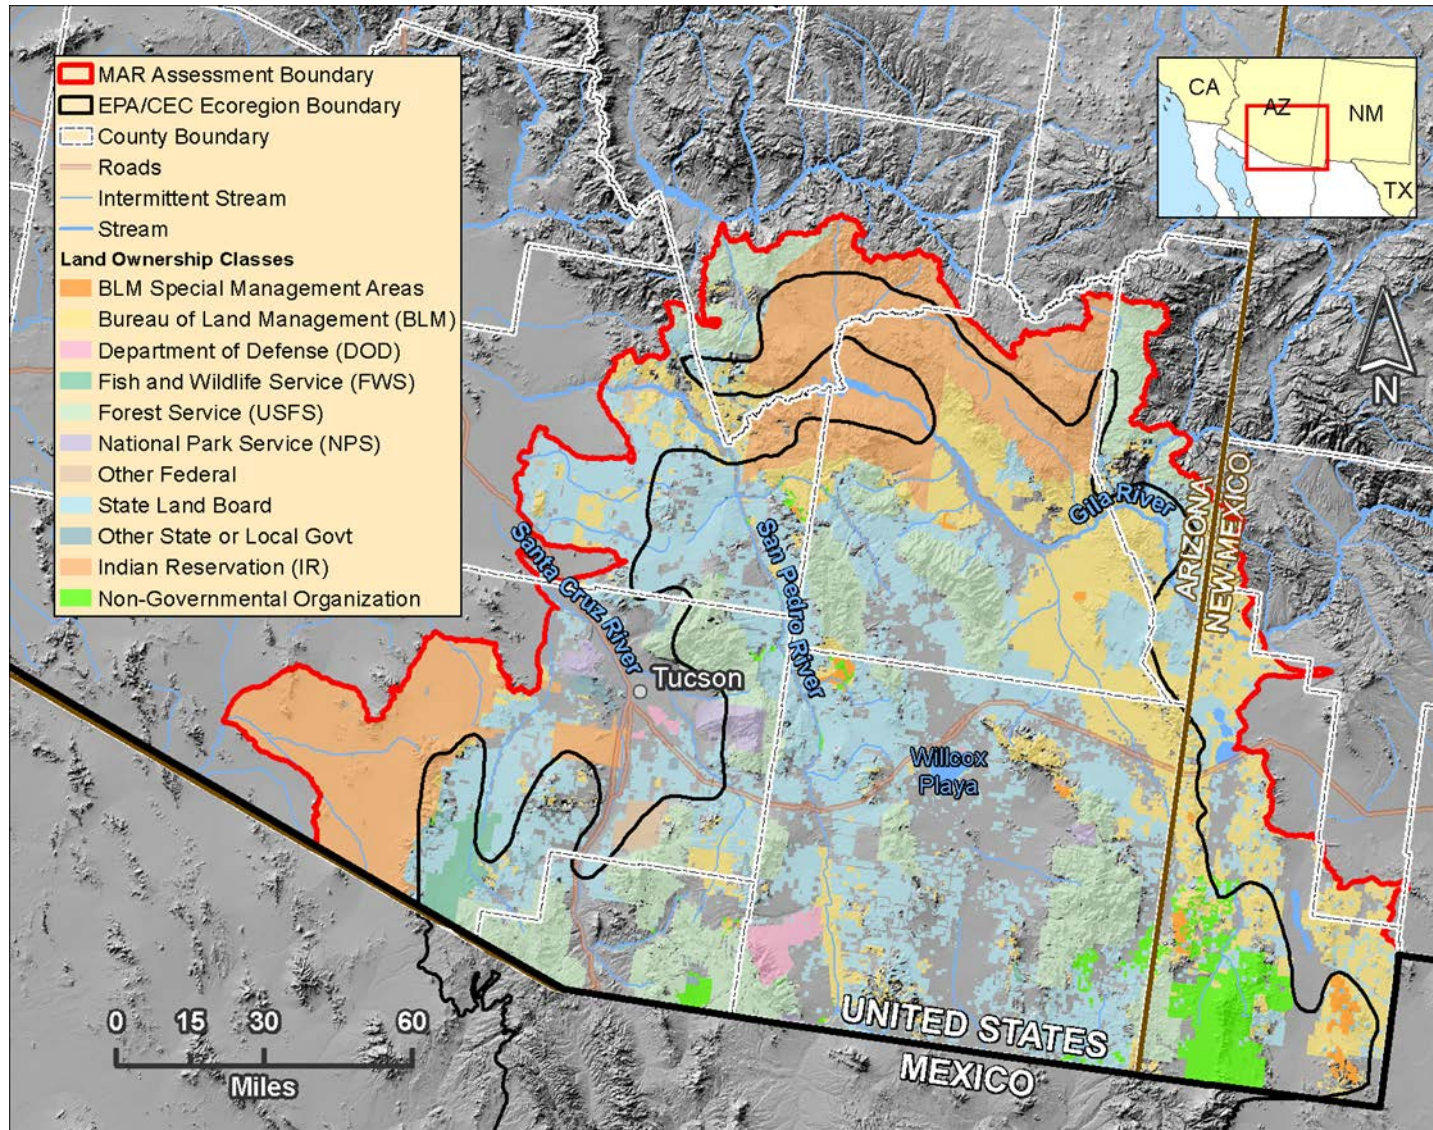 MAR Assessment Boundary
EPA/CEC Ecoregion Boundary
County Boundary
Roads
Intermittent Stream
Stream
Land Ownership Classes
BLM Special Management Areas
Bureau of Land Management (BLM)
Department of Defense (DOD)
Fish and Wildlife Service (FWS)
Forest Service (USFS)
National Park Service (NPS)
Other Federal
State Land Board
Other State or Local Govt
Indian Reservation (IR)
Non-Governmental Organization
CA
AZ
NM
TX
N
Gila River
ARIZONA
NEW MEXICO
Santa Cruz River
San Pedro River
Tucson
Willcox
Playa
UNITED STATES
MEXICO
0 15 30 60
Miles